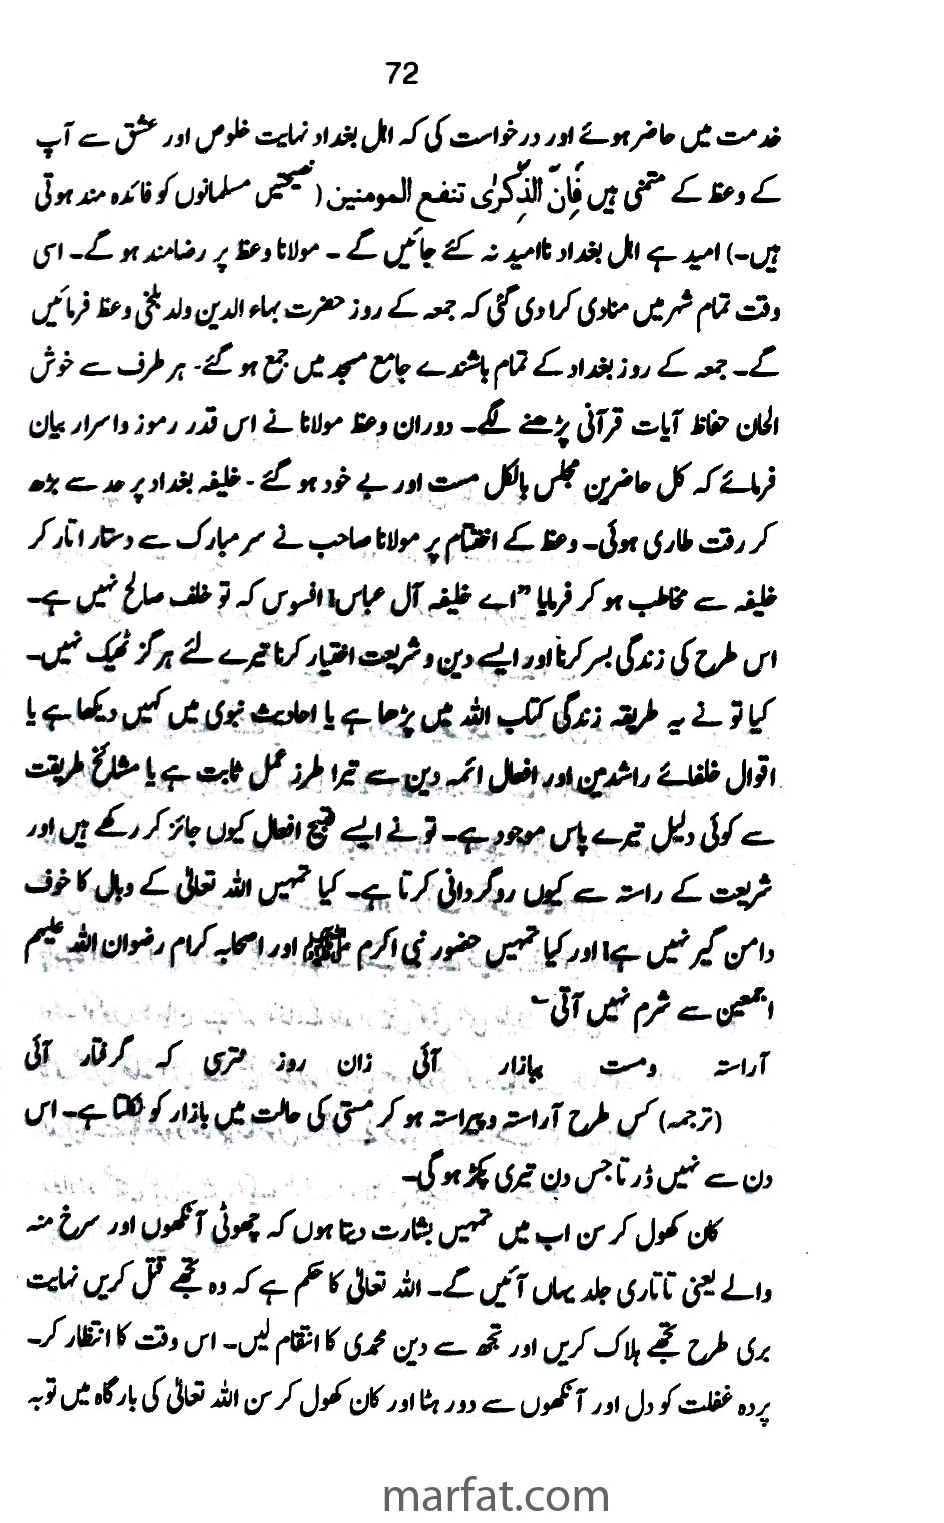 72
خدمت میں حاضر ہوئے اور درخواست کی کہ اہل بغداد نہایت خلوص اور عشق سے آپ
کے وعظ کے متمنی ہیں فَاِنَّ الذِّکرٰی تنفع المومنین (نصیحتیں مسلمانوں کو فائدہ مند ہوتی
ہیں۔) امید ہے اہل بغداد ناامید نہ کئے جائیں گے ۔ مولانا وعظ پر رضامند ہو گے۔ اسی
وقت تمام شہر میں منادی کرا دی گئی کہ جمعہ کے روز حضرت بہاء الدین ولد بلخی وعظ فرمائیں
گے۔ جمعہ کے روز بغداد کے تمام باشندے جامع مسجد میں جمع ہو گئے۔ ہر طرف سے خوش
الحان حفاظ آیات قرآنی پڑھنے لگے۔ دوران وعظ مولانا نے اس قدر رموز و اسرار بیان
فرمائے کہ کل حاضرین مجلس بالکل مست اور بے خود ہو گئے ۔ خلیفہ بغداد پر حد سے بڑھ
کر رقت طاری ہوئی۔ وعظ کے اختتام پر مولانا صاحب نے سر مبارک سے دستار اتار کر
خلیفہ سے مخاطب ہو کر فرمایا "اے خلیفہ آل عباس! افسوس کہ تو خلف صالح نہیں ہے۔
اس طرح کی زندگی بسر کرنا اور ایسے دین و شریعت اختیار کرنا تیرے لئے ہرگز ٹھیک نہیں۔
کیا تو نے یہ طریقہ زندگی کتاب اللہ میں پڑھا ہے یا احادیث نبوی میں کہیں دیکھا ہے یا
اقوال خلفائے راشدین اور افعال ائمہ دین سے تیرا طرز عمل ثابت ہے یا مشائخ طریقت
سے کوئی دلیل تیرے پاس موجود ہے۔ تو نے ایسے قبیح افعال کیوں جائز کر رکھے ہیں اور
شریعت کے راستہ سے کیوں روگردانی کرتا ہے۔ کیا تمہیں اللہ تعالیٰ کے وبال کا خوف
دامن گیر نہیں ہے! اور کیا تمہیں حضور نبی اکرم ﷺ اور اصحابہ کرام رضوان اللہ علیہم
اجمعین سے شرم نہیں آتی۔
آراستہ ومست ببازار آئی زان روز نترسی کہ گرفتار آئی
(ترجمہ) کس طرح آراستہ و پیراستہ ہو کر مستی کی حالت میں بازار کو ہے۔ اس
دن سے نہیں ڈرتا جس دن تیری پکڑ ہوگی۔
کان کھول کر سن اب میں تمہیں بشارت دیتا ہوں کہ چھوٹی آنکھوں اور سرخ منہ
والے یعنی تاتاری جلد یہاں آئیں گے۔ اللہ تعالیٰ کا حکم ہے کہ وہ تجھے قتل کریں نہایت
بری طرح تجھے ہلاک کریں اور تجھ سے دین محمدی کا انتقام لیں۔ اس وقت کا انتظار کر۔
پردہ غفلت کو دل اور آنکھوں سے دور ہٹا اور کان کھول کر سن اللہ تعالیٰ کی بارگاہ میں توبہ
marfat.com